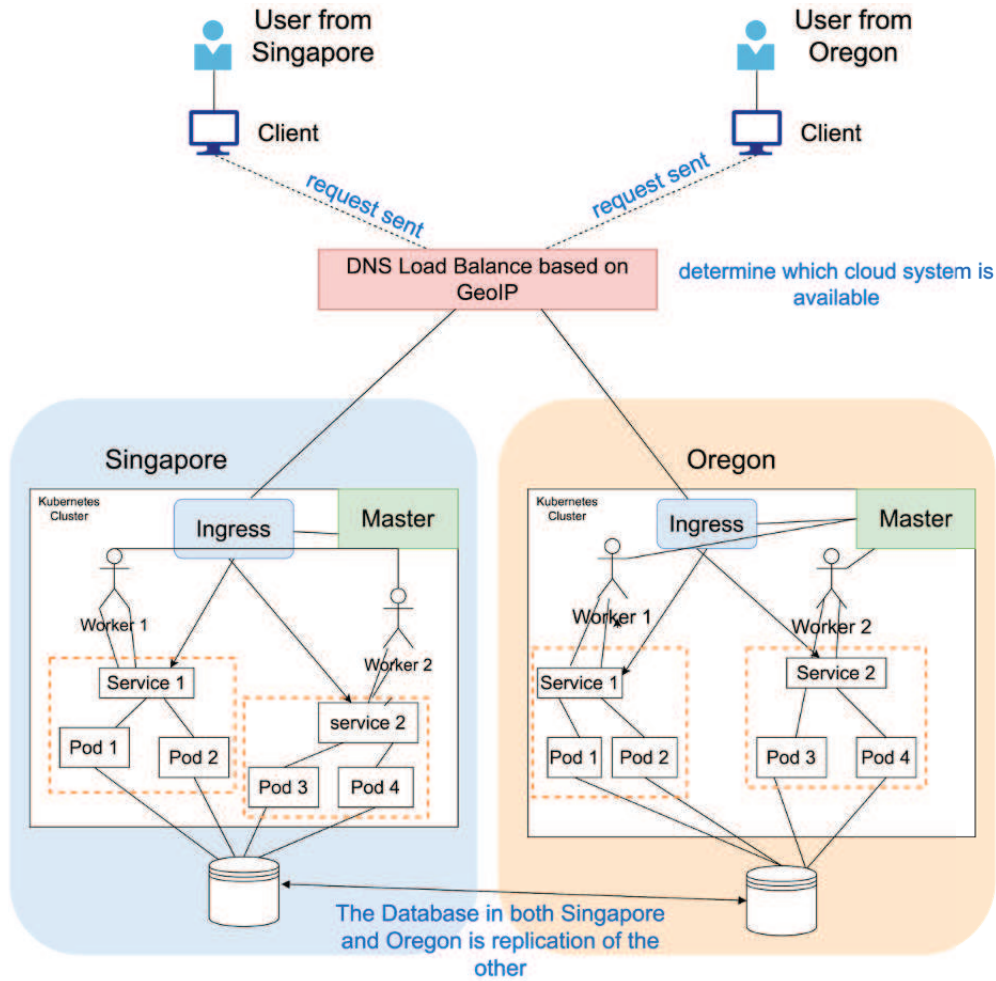 User from
Singapore
User from
Oregon
Client
Client
request sent
request sent
DNS Load Balance based on
GeoIP
determine which cloud system is
available
Singapore
Kubernetes
Cluster
Ingress
Master
Worker 1
Worker 2
Service 1
service 2
Pod 1
Pod 2
Pod 3
Pod 4
Oregon
Kubernetes
Cluster
Ingress
Master
Worker 1
Worker 2
Service 1
Service 2
Pod 1
Pod 2
Pod 3
Pod 4
The Database in both Singapore
and Oregon is replication of the
other